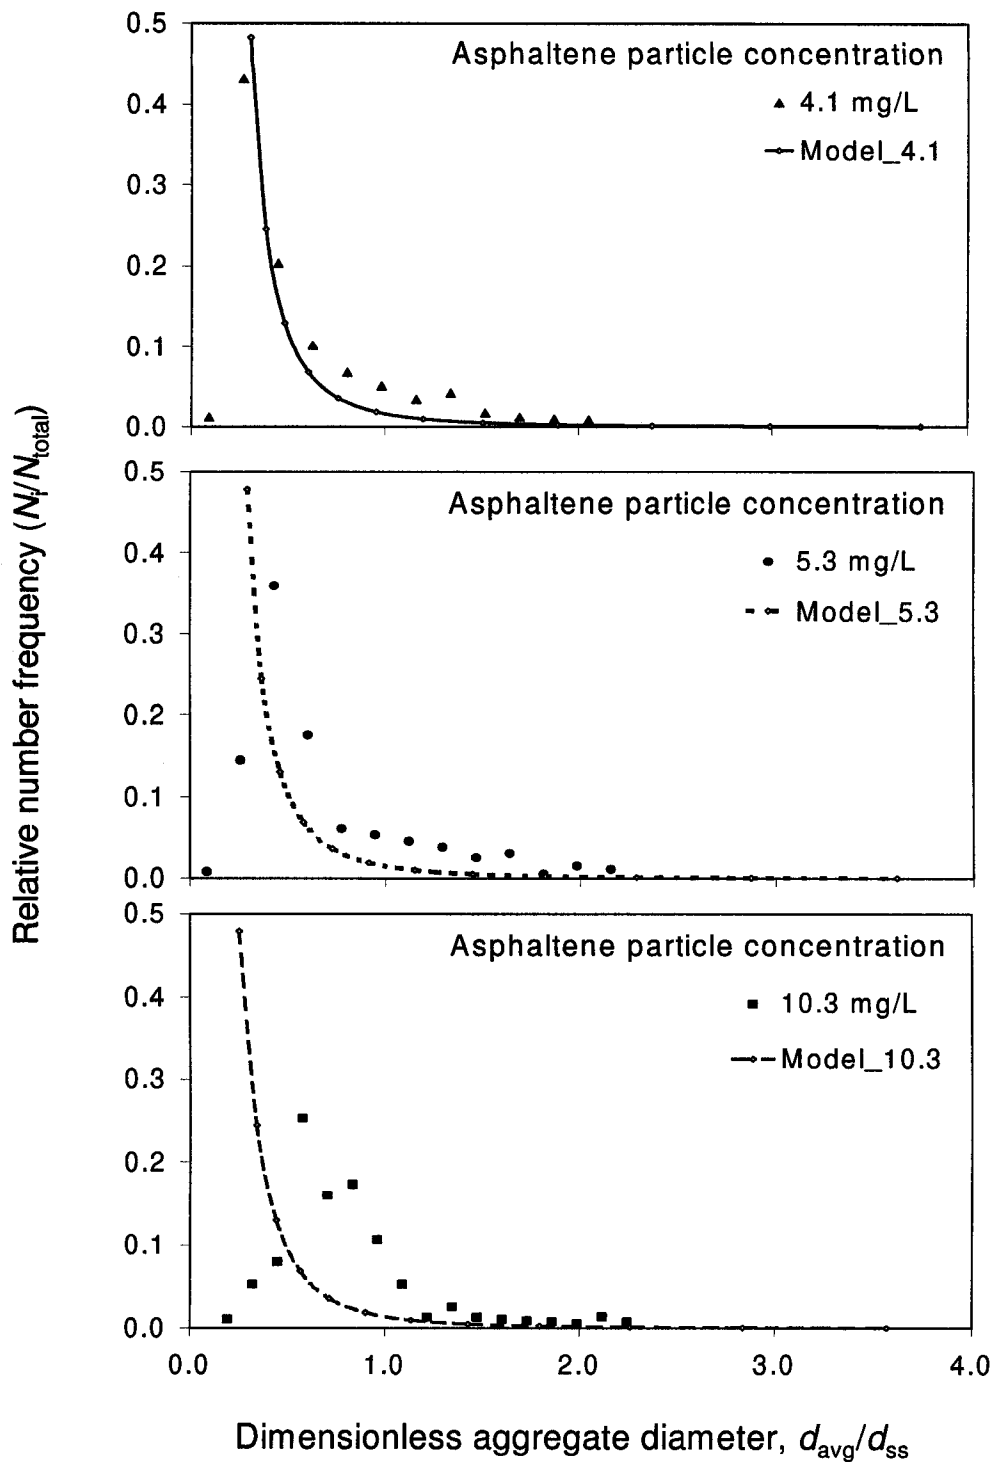 Relative number frequency (Ni/Ntotal)
0.5
0.4
0.3
0.2
0.1
0.0
Asphaltene particle concentration
4.1 mg/L
Model_4.1
0.5
0.4
0.3
0.2
0.1
0.0
Asphaltene particle concentration
5.3 mg/L
Model_5.3
0.5
0.4
0.3
0.2
0.1
0.0
Asphaltene particle concentration
10.3 mg/L
Model_10.3
0.0 1.0 2.0 3.0 4.0
Dimensionless aggregate diameter, davg/dss